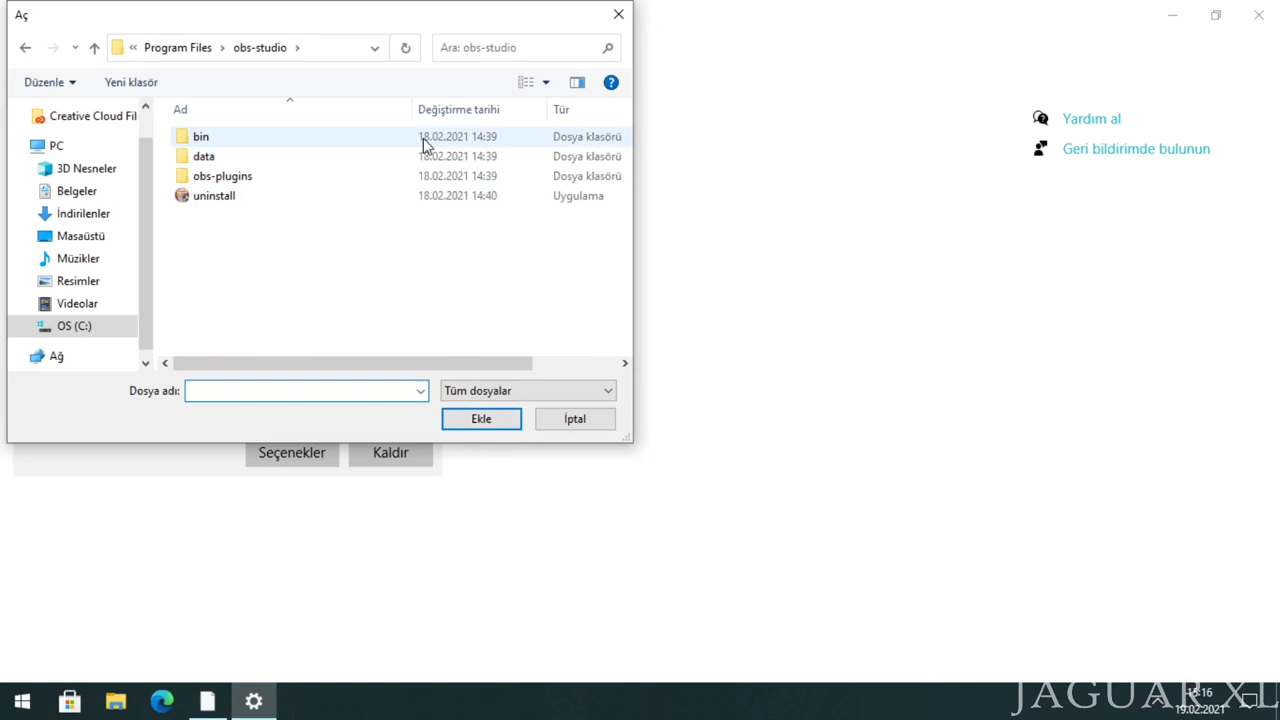 Aç
Program Files
obs-studio
Ara: obs-studio
Düzenle
Yeni klasör
Ad
Değiştirme tarihi
Tür
Creative Cloud Fil
PC
3D Nesneler
Belgeler
İndirilenler
Masaüstü
Müzikler
Resimler
Videolar
OS (C:)
Ağ
bin 18.02.2021 14:39 Dosya klasörü
data 18.02.2021 14:39 Dosya klasörü
obs-plugins 18.02.2021 14:39 Dosya klasörü
uninstall 18.02.2021 14:40 Uygulama
Dosya adı:
Tüm dosyalar
Ekle
İptal
Seçenekler
Kaldır
Yardım al
Geri bildirimde bulunun
JAGUAR XL
15:16
19.02.2021